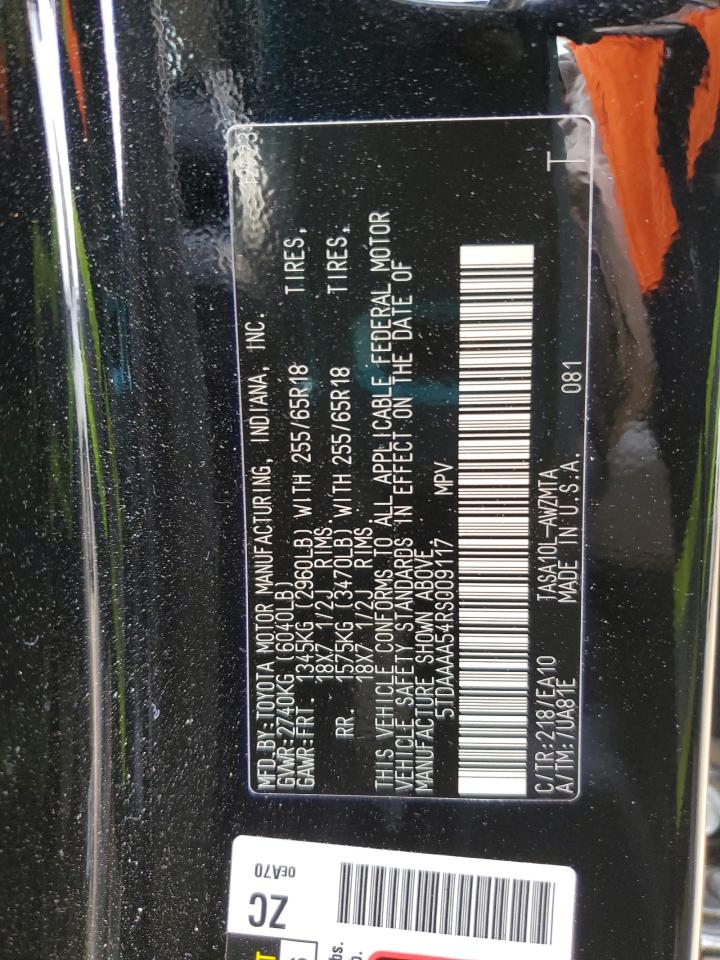 MFD.BY:TOYOTA MOTOR MANUFACTURING, INDIANA, INC.
GVWR:2740KG (6040LB)
GAWR:FRT. 1345KG (2960LB) WITH 255/65R18 TIRES,
18X7 1/2J RIMS.
RR. 1575KG (3470LB) WITH 255/65R18 TIRES,
18X7 1/2J RIMS.
THIS VEHICLE CONFORMS TO ALL APPLICABLE FEDERAL MOTOR
VEHICLE SAFETY STANDARDS IN EFFECT ON THE DATE OF
MANUFACTURE SHOWN ABOVE.
5TDAAAA54RS009117 MPV
C/TR:218/EA10 TASA10L-AWZMTA
A/TM:/UA81E MADE IN U.S.A. 081
T
ZC
0EA70